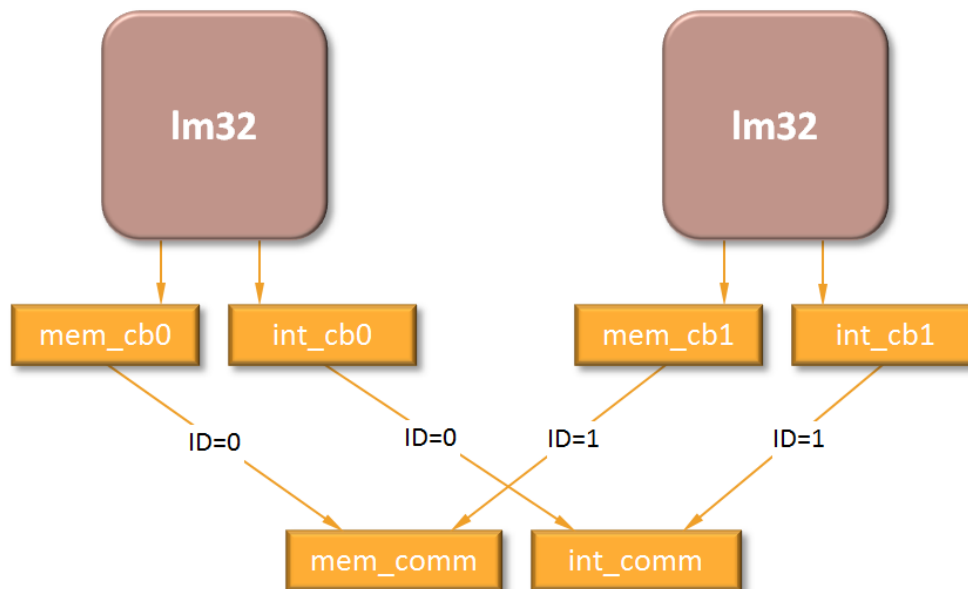 lm32
lm32
mem_cb0
int_cb0
mem_cb1
int_cb1
ID=0
ID=0
ID=1
ID=1
mem_comm
int_comm